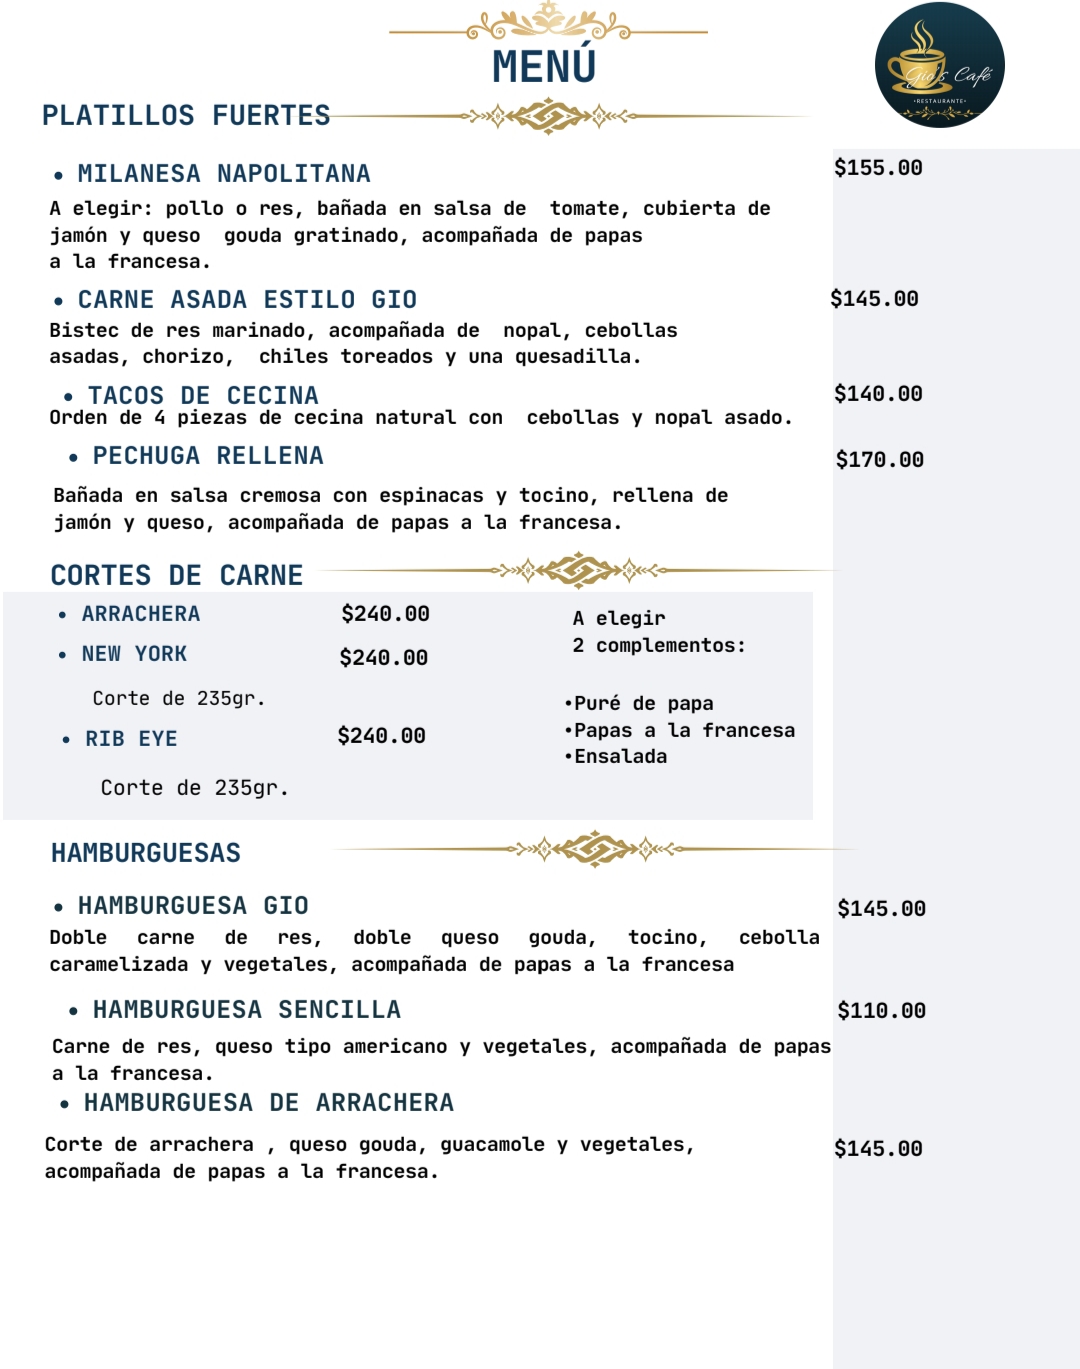 MENÚ
Gio's Café
•RESTAURANTE•
PLATILLOS FUERTES
• MILANESA NAPOLITANA $155.00
A elegir: pollo o res, bañada en salsa de tomate, cubierta de
jamón y queso gouda gratinado, acompañada de papas
a la francesa.
• CARNE ASADA ESTILO GIO $145.00
Bistec de res marinado, acompañada de nopal, cebollas
asadas, chorizo, chiles toreados y una quesadilla.
• TACOS DE CECINA $140.00
Orden de 4 piezas de cecina natural con cebollas y nopal asado.
• PECHUGA RELLENA $170.00
Bañada en salsa cremosa con espinacas y tocino, rellena de
jamón y queso, acompañada de papas a la francesa.
CORTES DE CARNE
• ARRACHERA $240.00
• NEW YORK $240.00
Corte de 235gr.
• RIB EYE $240.00
Corte de 235gr.
A elegir
2 complementos:
•Puré de papa
•Papas a la francesa
•Ensalada
HAMBURGUESAS
• HAMBURGUESA GIO $145.00
Doble carne de res, doble queso gouda, tocino, cebolla
caramelizada y vegetales, acompañada de papas a la francesa
• HAMBURGUESA SENCILLA $110.00
Carne de res, queso tipo americano y vegetales, acompañada de papas
a la francesa.
• HAMBURGUESA DE ARRACHERA
Corte de arrachera , queso gouda, guacamole y vegetales, $145.00
acompañada de papas a la francesa.